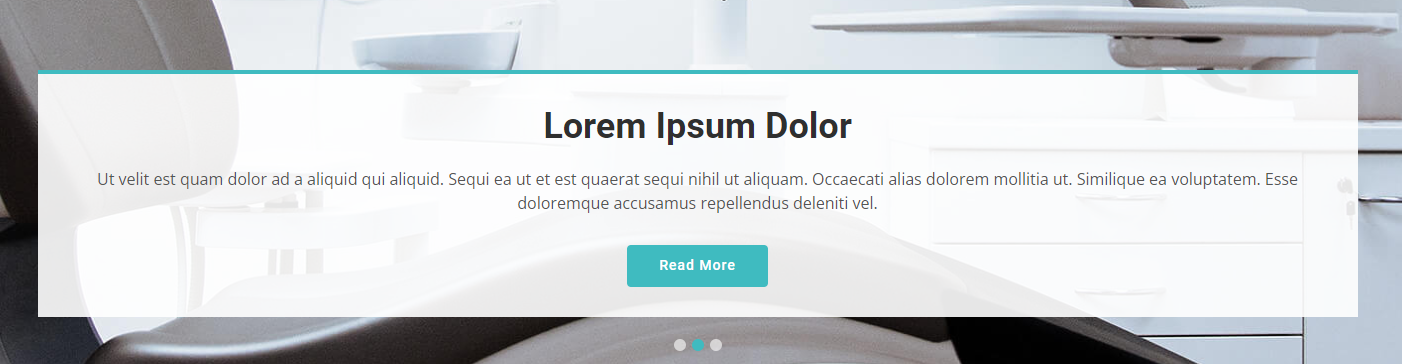 Lorem Ipsum Dolor
Ut velit est quam dolor ad a aliquid qui aliquid. Sequi ea ut et est quaerat sequi nihil ut aliquam. Occaecati alias dolorem mollitia ut. Similique ea voluptatem. Esse
doloremque accusamus repellendus deleniti vel.
Read More